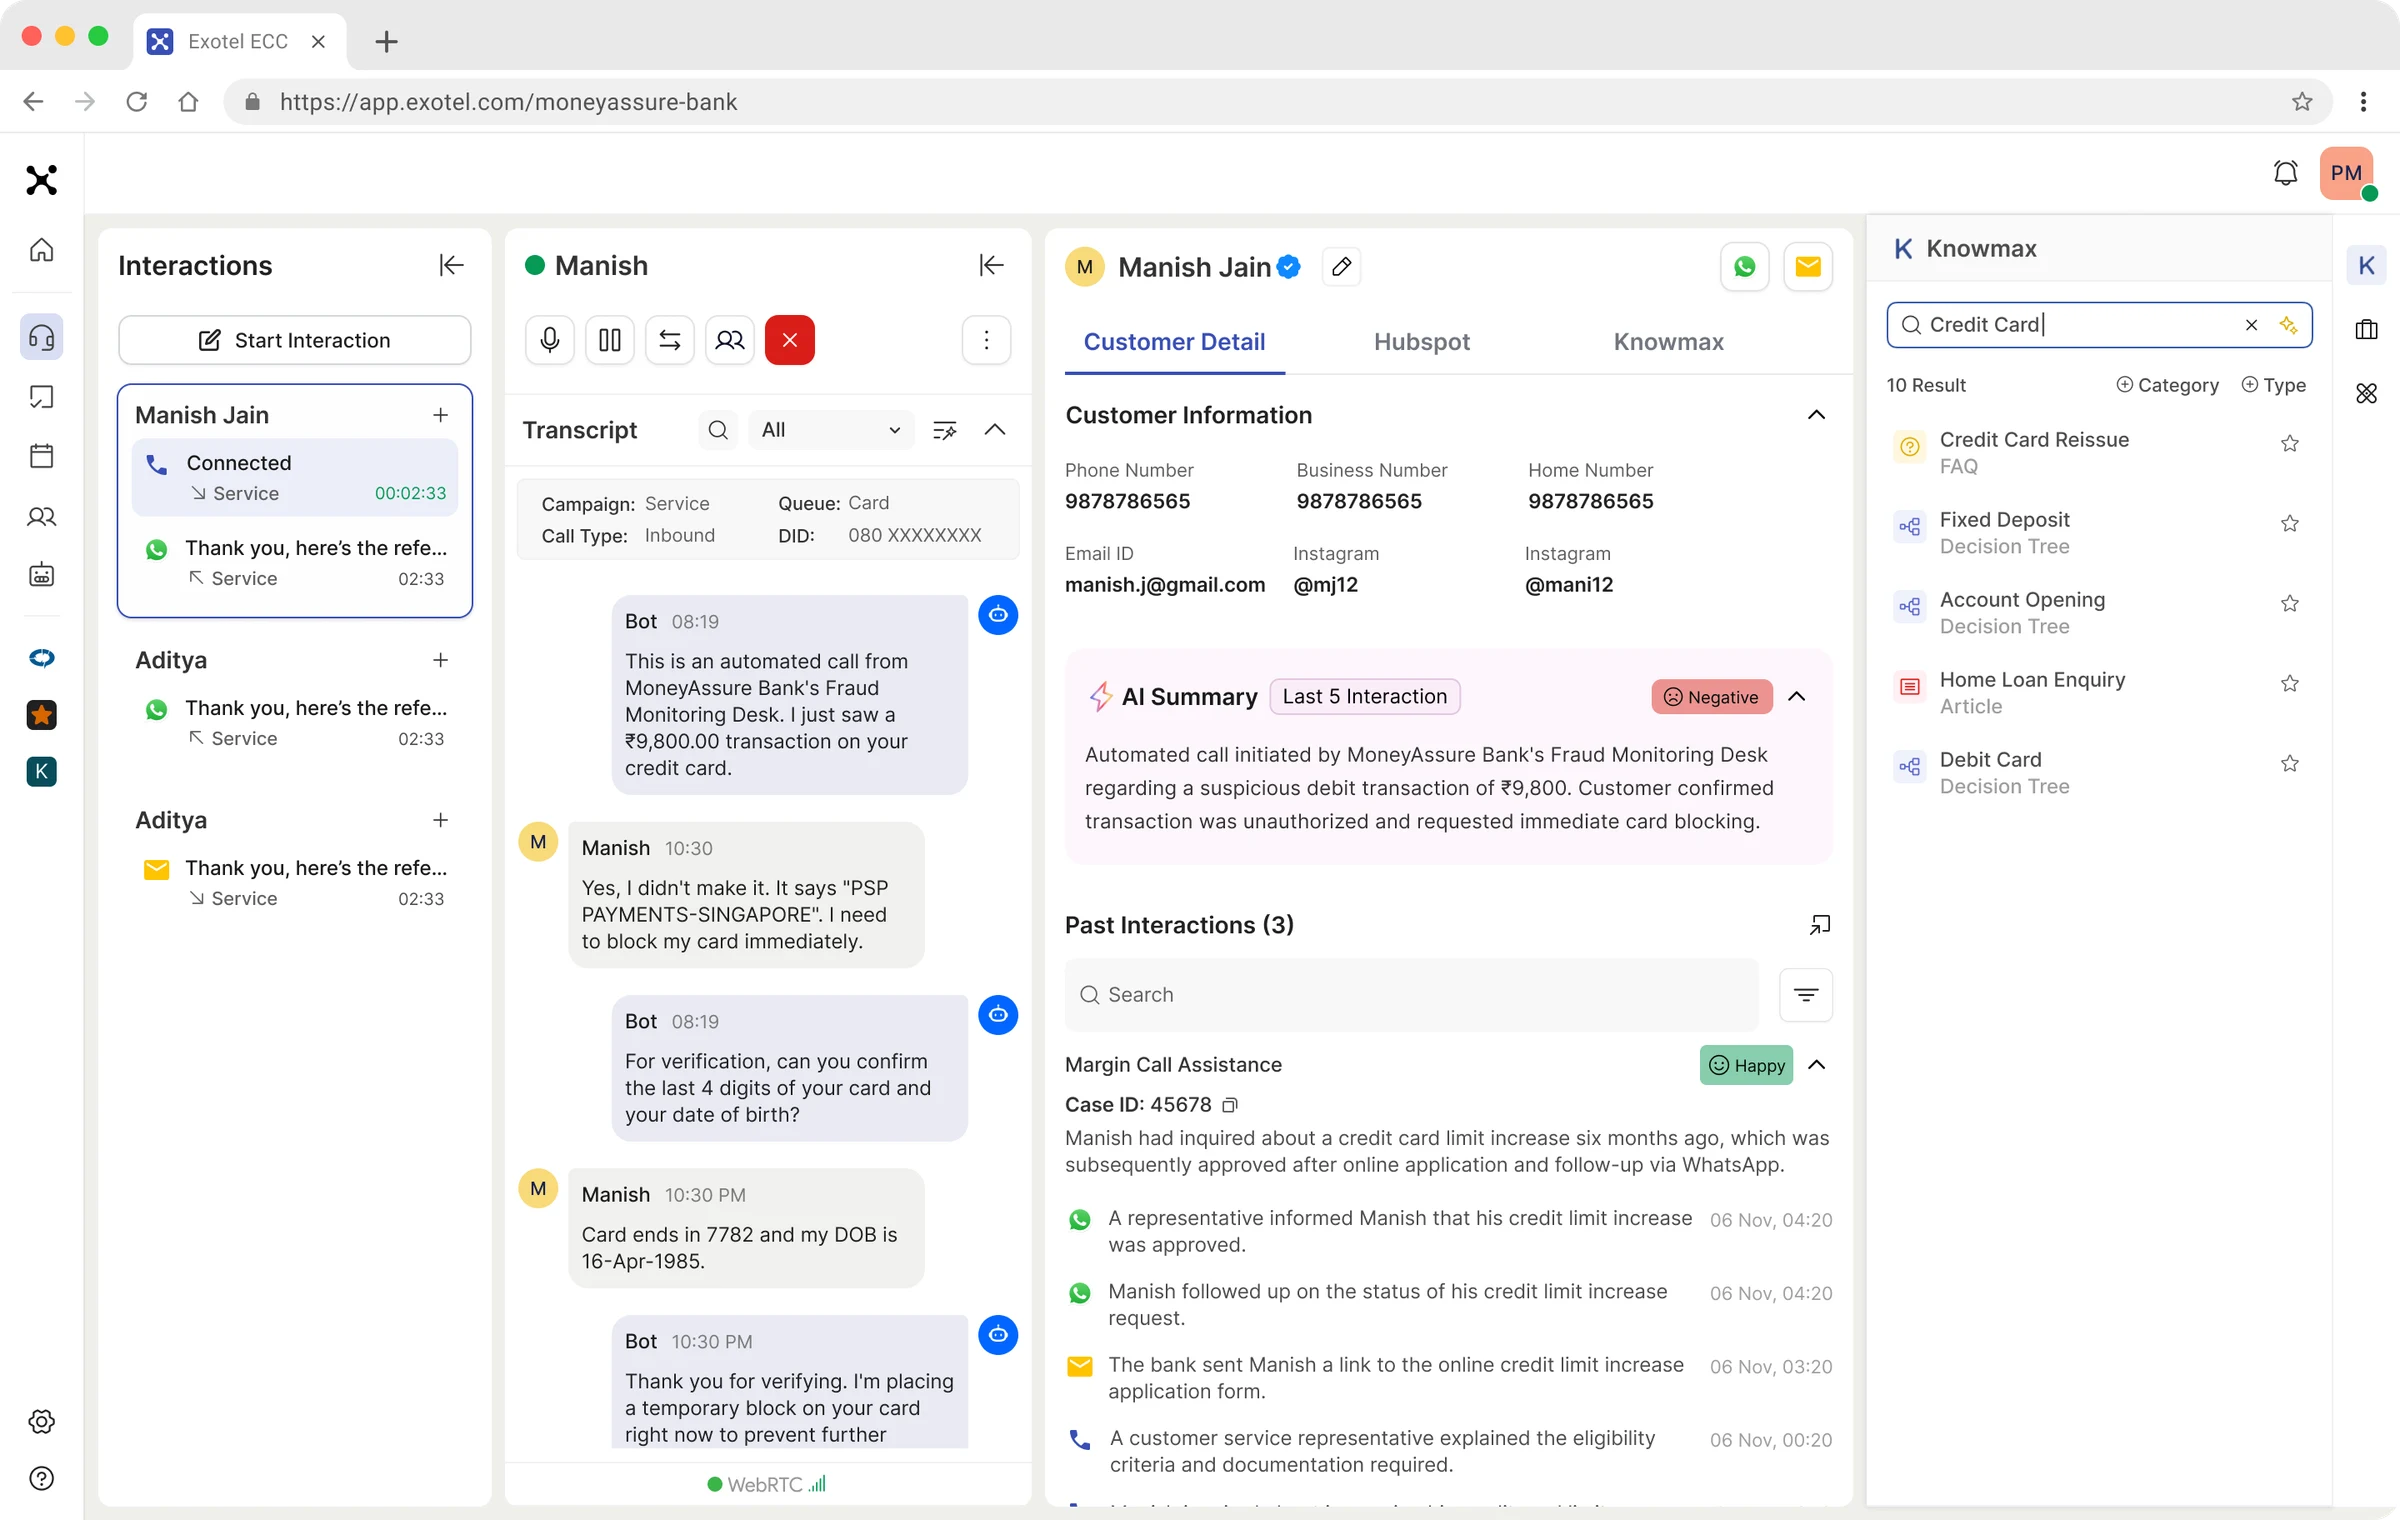 Exotel ECC
https://app.exotel.com/moneyassure-bank
PM
Interactions
Start Interaction
Manish Jain
Connected
Service 00:02:33
Thank you, here’s the refe...
Service 02:33
Aditya
Thank you, here’s the refe...
Service 02:33
Aditya
Thank you, here’s the refe...
Service 02:33
K
Manish
Transcript All
Campaign: Service Queue: Card
Call Type: Inbound DID: 080 XXXXXXXX
Bot 08:19
This is an automated call from
MoneyAssure Bank's Fraud
Monitoring Desk. I just saw a
₹9,800.00 transaction on your
credit card.
M
Manish 10:30
Yes, I didn't make it. It says "PSP
PAYMENTS-SINGAPORE". I need
to block my card immediately.
Bot 08:19
For verification, can you confirm
the last 4 digits of your card and
your date of birth?
M
Manish 10:30 PM
Card ends in 7782 and my DOB is
16-Apr-1985.
Bot 10:30 PM
Thank you for verifying. I'm placing
a temporary block on your card
right now to prevent further
WebRTC
M Manish Jain
Customer Detail Hubspot Knowmax
Customer Information
Phone Number Business Number Home Number
9878786565 9878786565 9878786565
Email ID Instagram Instagram
manish.j@gmail.com @mj12 @mani12
AI Summary Last 5 Interaction Negative
Automated call initiated by MoneyAssure Bank's Fraud Monitoring Desk
regarding a suspicious debit transaction of ₹9,800. Customer confirmed
transaction was unauthorized and requested immediate card blocking.
Past Interactions (3)
Search
Margin Call Assistance Happy
Case ID: 45678
Manish had inquired about a credit card limit increase six months ago, which was
subsequently approved after online application and follow-up via WhatsApp.
A representative informed Manish that his credit limit increase 06 Nov, 04:20
was approved.
Manish followed up on the status of his credit limit increase 06 Nov, 04:20
request.
The bank sent Manish a link to the online credit limit increase 06 Nov, 03:20
application form.
A customer service representative explained the eligibility 06 Nov, 00:20
criteria and documentation required.
K Knowmax
K
Credit Card
10 Result Category Type
Credit Card Reissue
FAQ
Fixed Deposit
Decision Tree
Account Opening
Decision Tree
Home Loan Enquiry
Article
Debit Card
Decision Tree